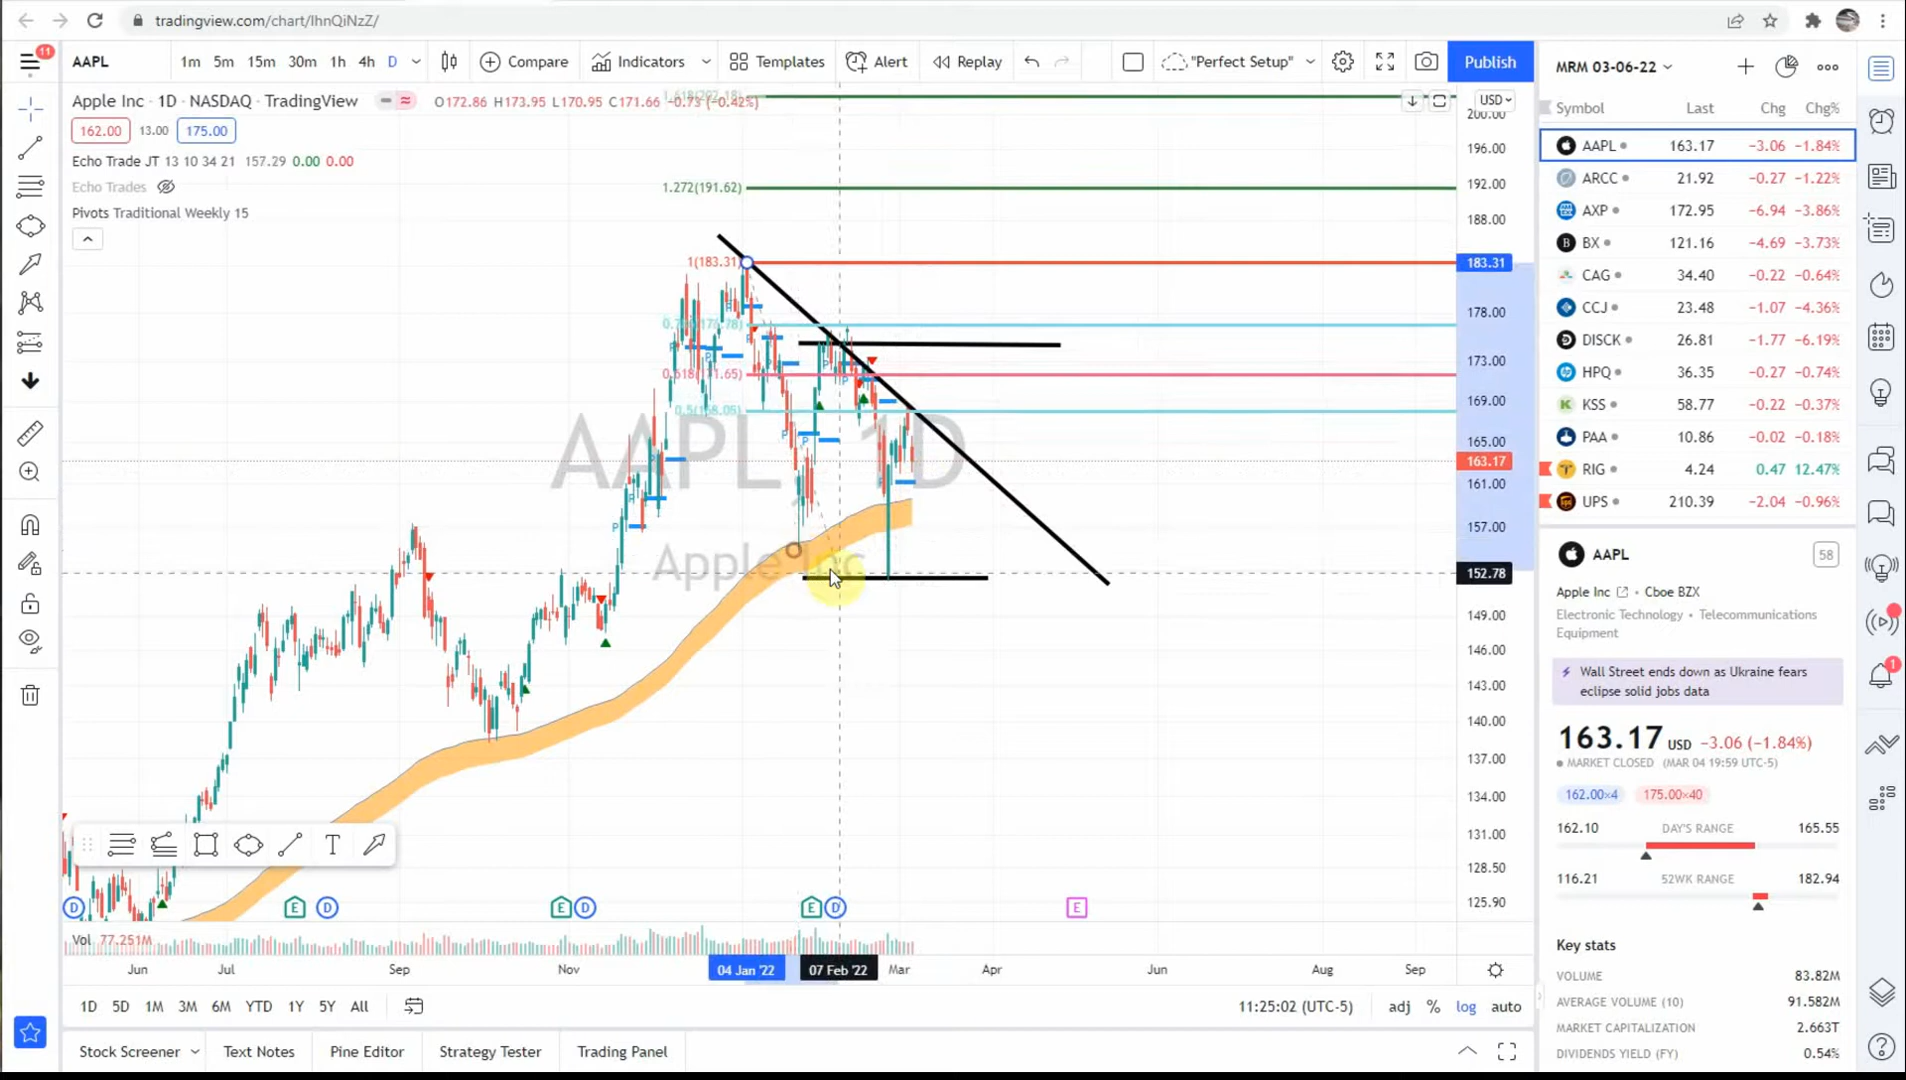 tradingview.com/chart/IhnQiNzZ/
11
AAPL 1m 5m 15m 30m 1h 4h D Compare Indicators Templates Alert Replay "Perfect Setup" Publish
Apple Inc · 1D · NASDAQ · TradingView O172.86 H173.95 L170.95 C171.66 −0.73 (−0.42%)
162.00 13.00 175.00
Echo Trade JT 13 10 34 21 157.29 0.00 0.00
Echo Trades
Pivots Traditional Weekly 15
USD
200.00
196.00
192.00
188.00
183.31
178.00
173.00
169.00
165.00
163.17
161.00
157.00
152.78
149.00
146.00
143.00
140.00
137.00
134.00
131.00
128.50
125.90
1.272(191.62)
1(183.31)
0.5(168.05)
AAPL, 1D
Apple Inc
D E D E D E D E
Vol 77.251M
Jun Jul Sep Nov 04 Jan '22 07 Feb '22 Mar Apr Jun Aug Sep
1D 5D 1M 3M 6M YTD 1Y 5Y All 11:25:02 (UTC-5) adj % log auto
Stock Screener Text Notes Pine Editor Strategy Tester Trading Panel
MRM 03-06-22
Symbol Last Chg Chg%
AAPL 163.17 −3.06 −1.84%
ARCC 21.92 −0.27 −1.22%
AXP 172.95 −6.94 −3.86%
BX 121.16 −4.69 −3.73%
CAG 34.40 −0.22 −0.64%
CCJ 23.48 −1.07 −4.36%
DISCK 26.81 −1.77 −6.19%
HPQ 36.35 −0.27 −0.74%
KSS 58.77 −0.22 −0.37%
PAA 10.86 −0.02 −0.18%
RIG 4.24 0.47 12.47%
UPS 210.39 −2.04 −0.96%
AAPL 58
Apple Inc • Cboe BZX
Electronic Technology • Telecommunications
Equipment
Wall Street ends down as Ukraine fears
eclipse solid jobs data
163.17 USD −3.06 (−1.84%)
MARKET CLOSED (MAR 04 19:59 UTC-5)
162.00×4 175.00×40
162.10 DAY'S RANGE 165.55
116.21 52WK RANGE 182.94
Key stats
VOLUME 83.82M
AVERAGE VOLUME (10) 91.582M
MARKET CAPITALIZATION 2.663T
DIVIDENDS YIELD (FY) 0.54%
1